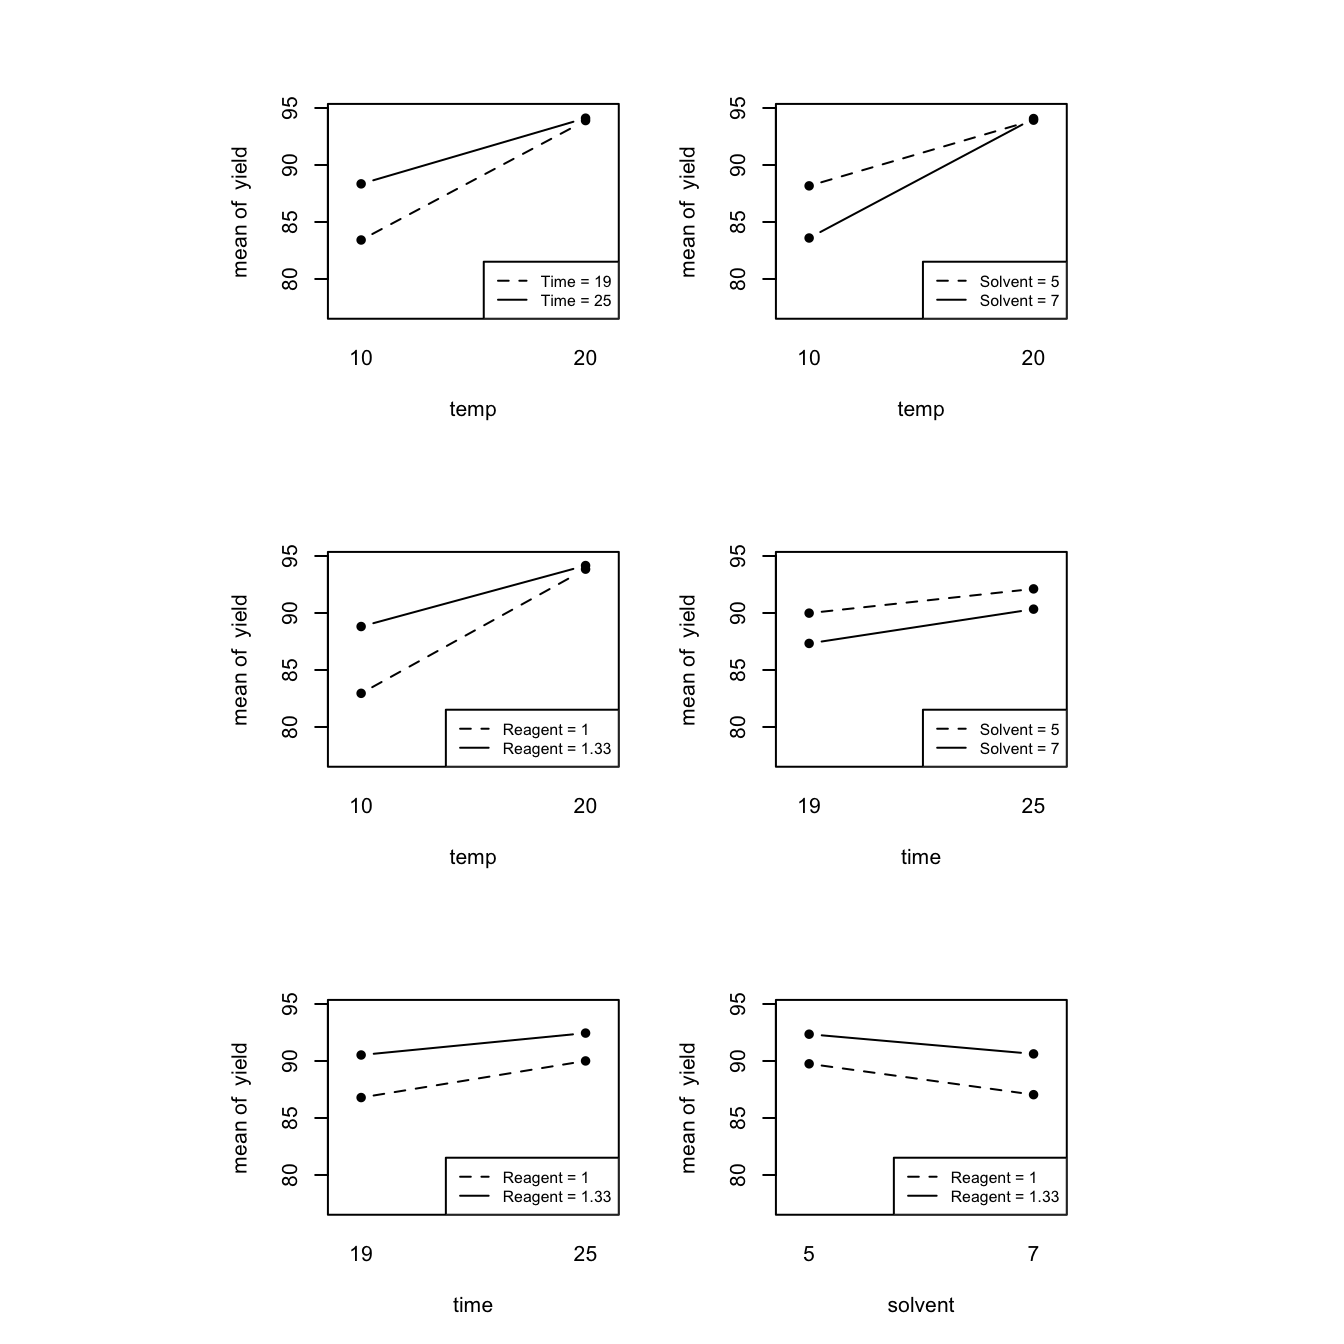 mean of  yield
95
90
85
80
Time = 19
Time = 25
10 20
temp
mean of  yield
95
90
85
80
Solvent = 5
Solvent = 7
10 20
temp
mean of  yield
95
90
85
80
Reagent = 1
Reagent = 1.33
10 20
temp
mean of  yield
95
90
85
80
Solvent = 5
Solvent = 7
19 25
time
mean of  yield
95
90
85
80
Reagent = 1
Reagent = 1.33
19 25
time
mean of  yield
95
90
85
80
Reagent = 1
Reagent = 1.33
5 7
solvent